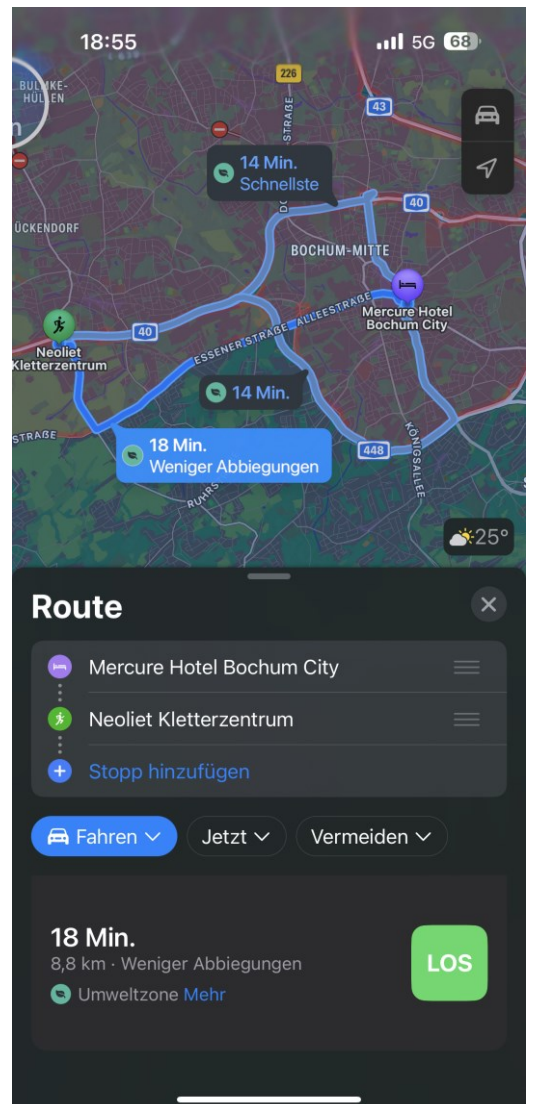 18:55
5G 68
BULMKE-
HÜLLEN
226
43
STRASSE
14 Min.
Schnellste
40
ÜCKENDORF
BOCHUM-MITTE
Mercure Hotel
Bochum City
ESSENER STRAßE
ALLEESTRAßE
40
Neoliet
Kletterzentrum
14 Min.
STRAßE
18 Min.
Weniger Abbiegungen
448
KÖNIGSALLEE
25°
Route
Mercure Hotel Bochum City
Neoliet Kletterzentrum
Stopp hinzufügen
Fahren
Jetzt
Vermeiden
18 Min.
8,8 km · Weniger Abbiegungen
LOS
Umweltzone Mehr